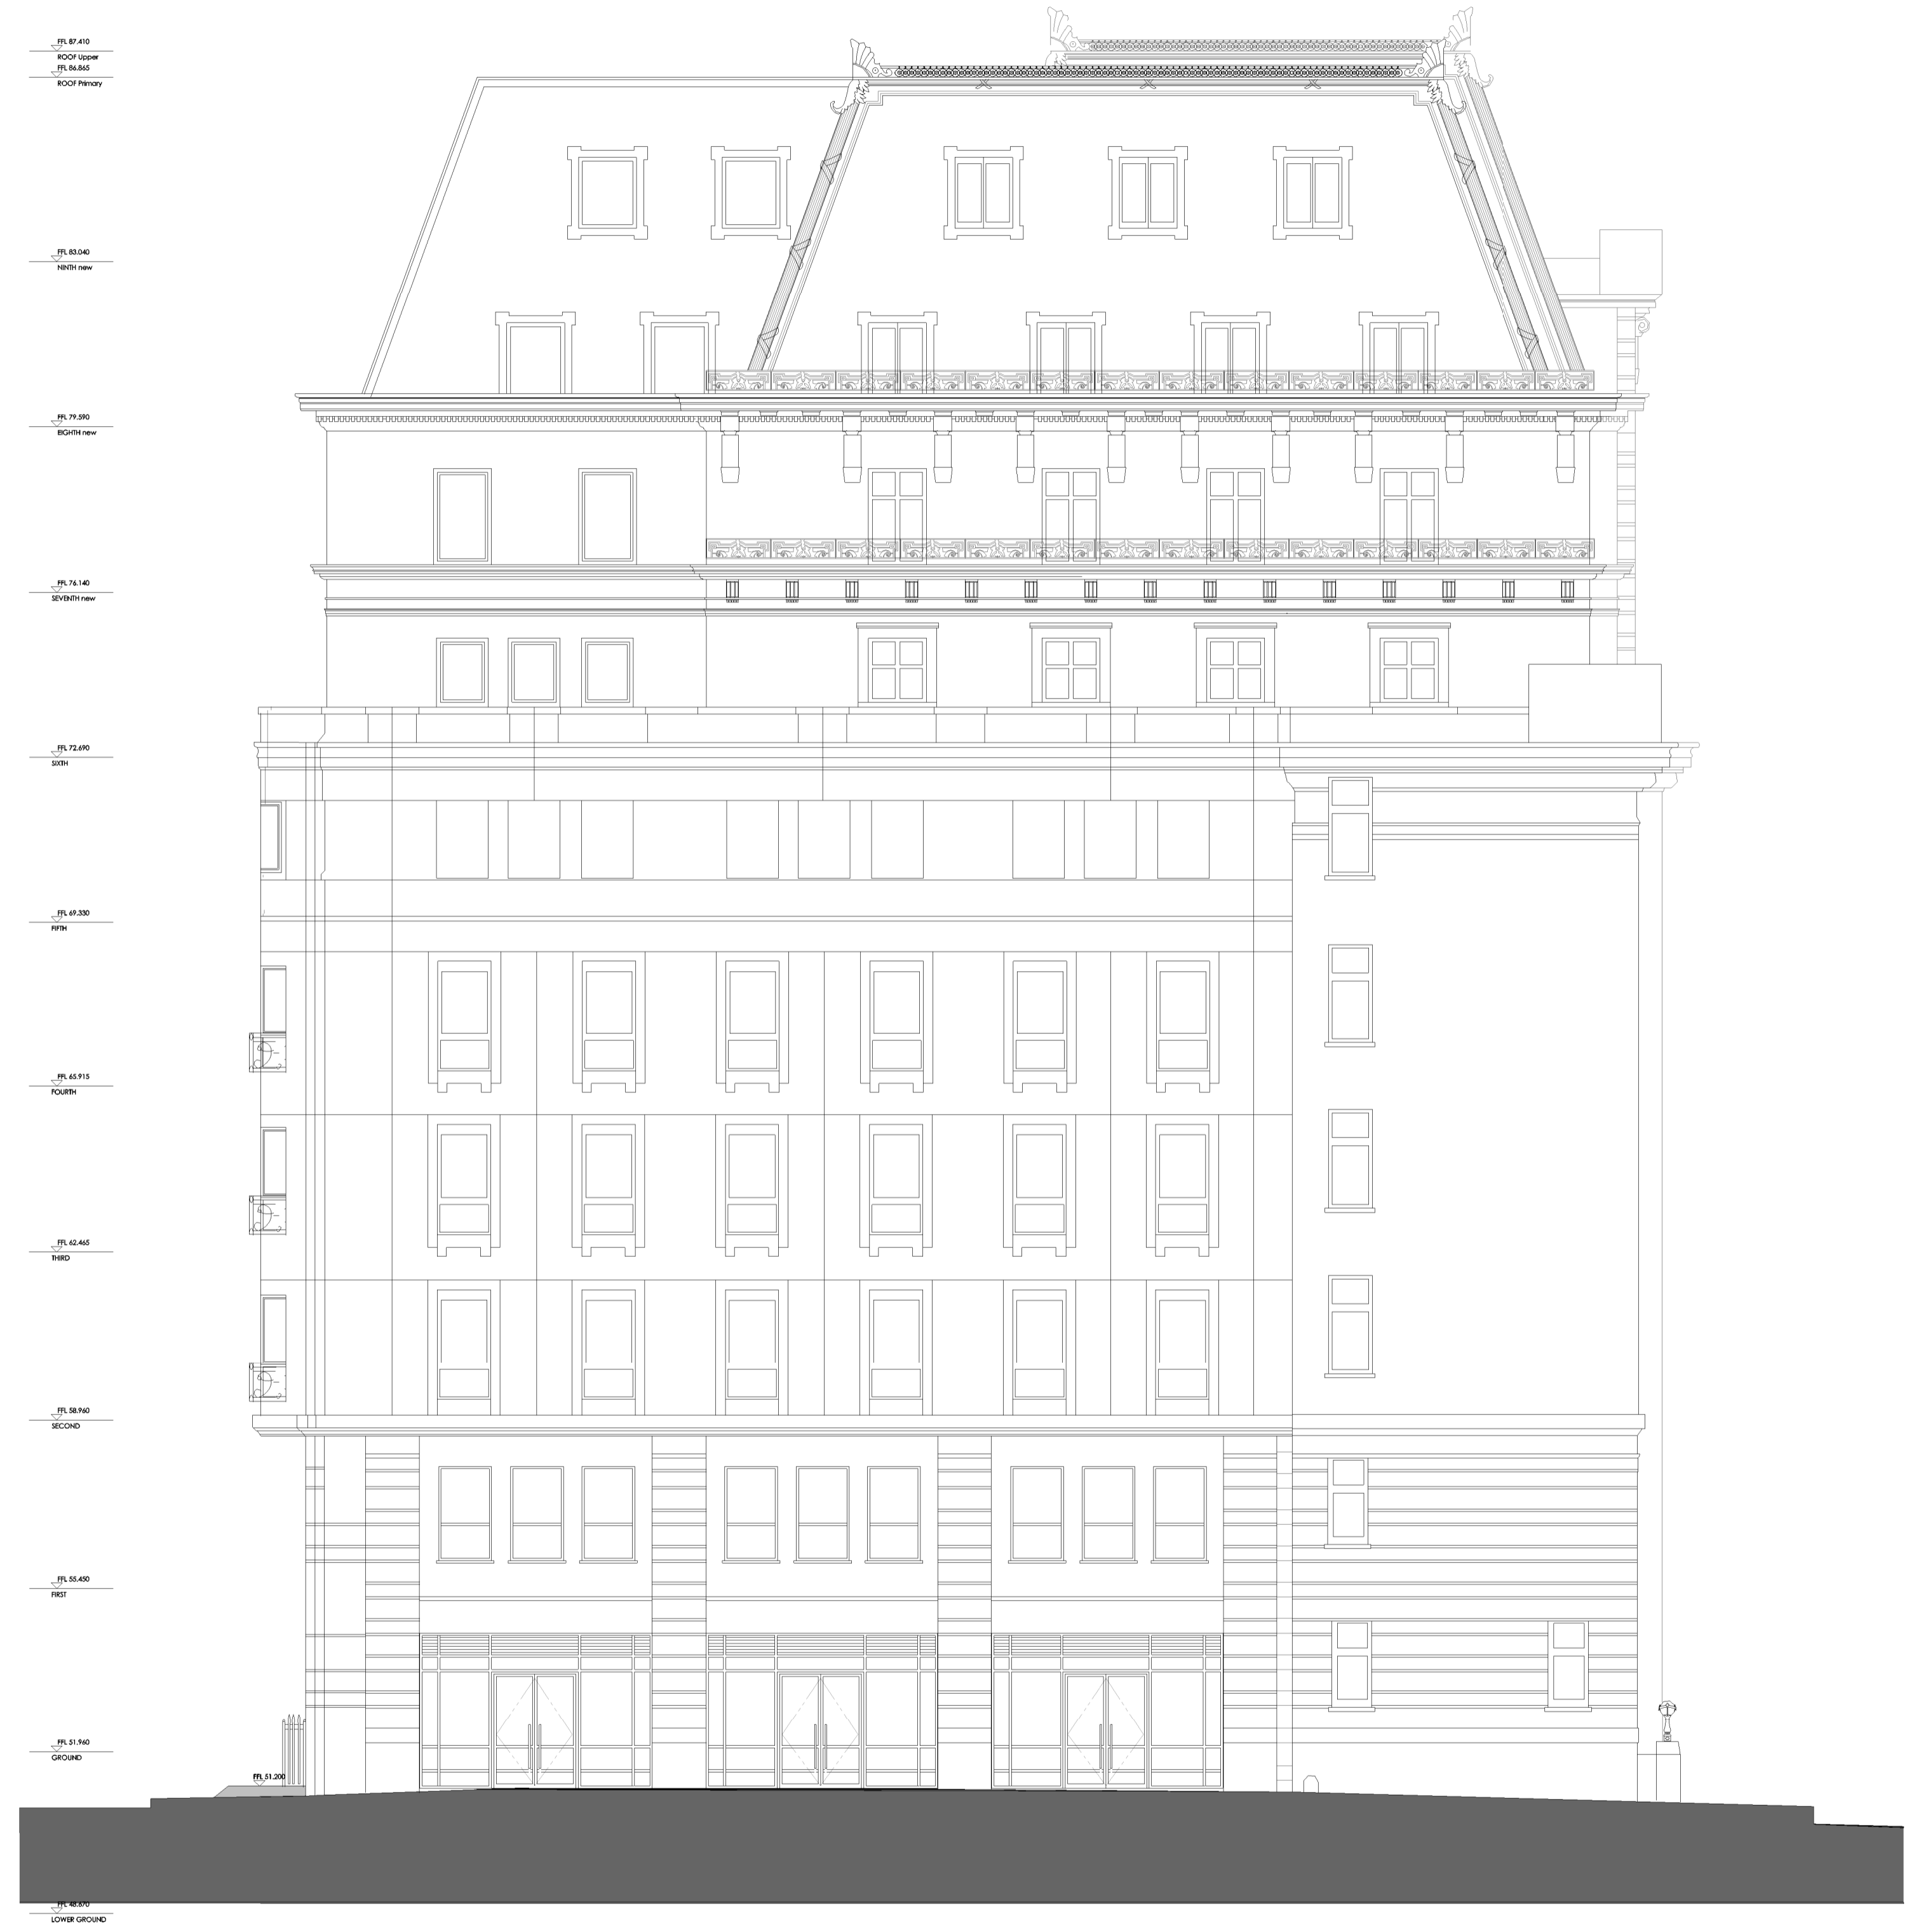 FFL 87.410
ROOF Upper
FFL 86.865
ROOF Primary
FFL 83.040
NINTH new
FFL 79.590
EIGHTH new
FFL 76.140
SEVENTH new
FFL 72.690
SIXTH
FFL 69.330
FIFTH
FFL 65.915
FOURTH
FFL 62.465
THIRD
FFL 58.960
SECOND
FFL 55.450
FIRST
FFL 51.960
GROUND
FFL 51.200
FFL 48.670
LOWER GROUND